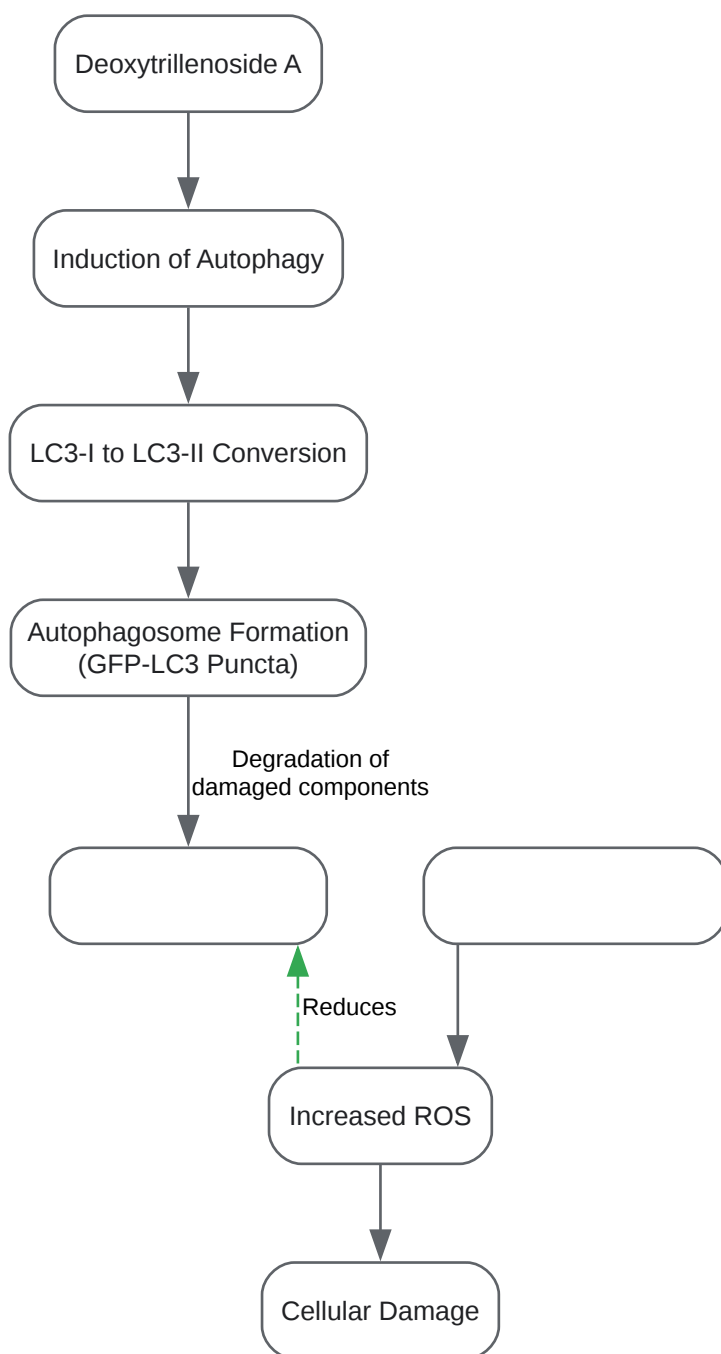 Deoxytrillenoside A
Induction of Autophagy
LC3-I to LC3-II Conversion
Autophagosome Formation
(GFP-LC3 Puncta)
Degradation of
damaged components
Reduces
Increased ROS
Cellular Damage